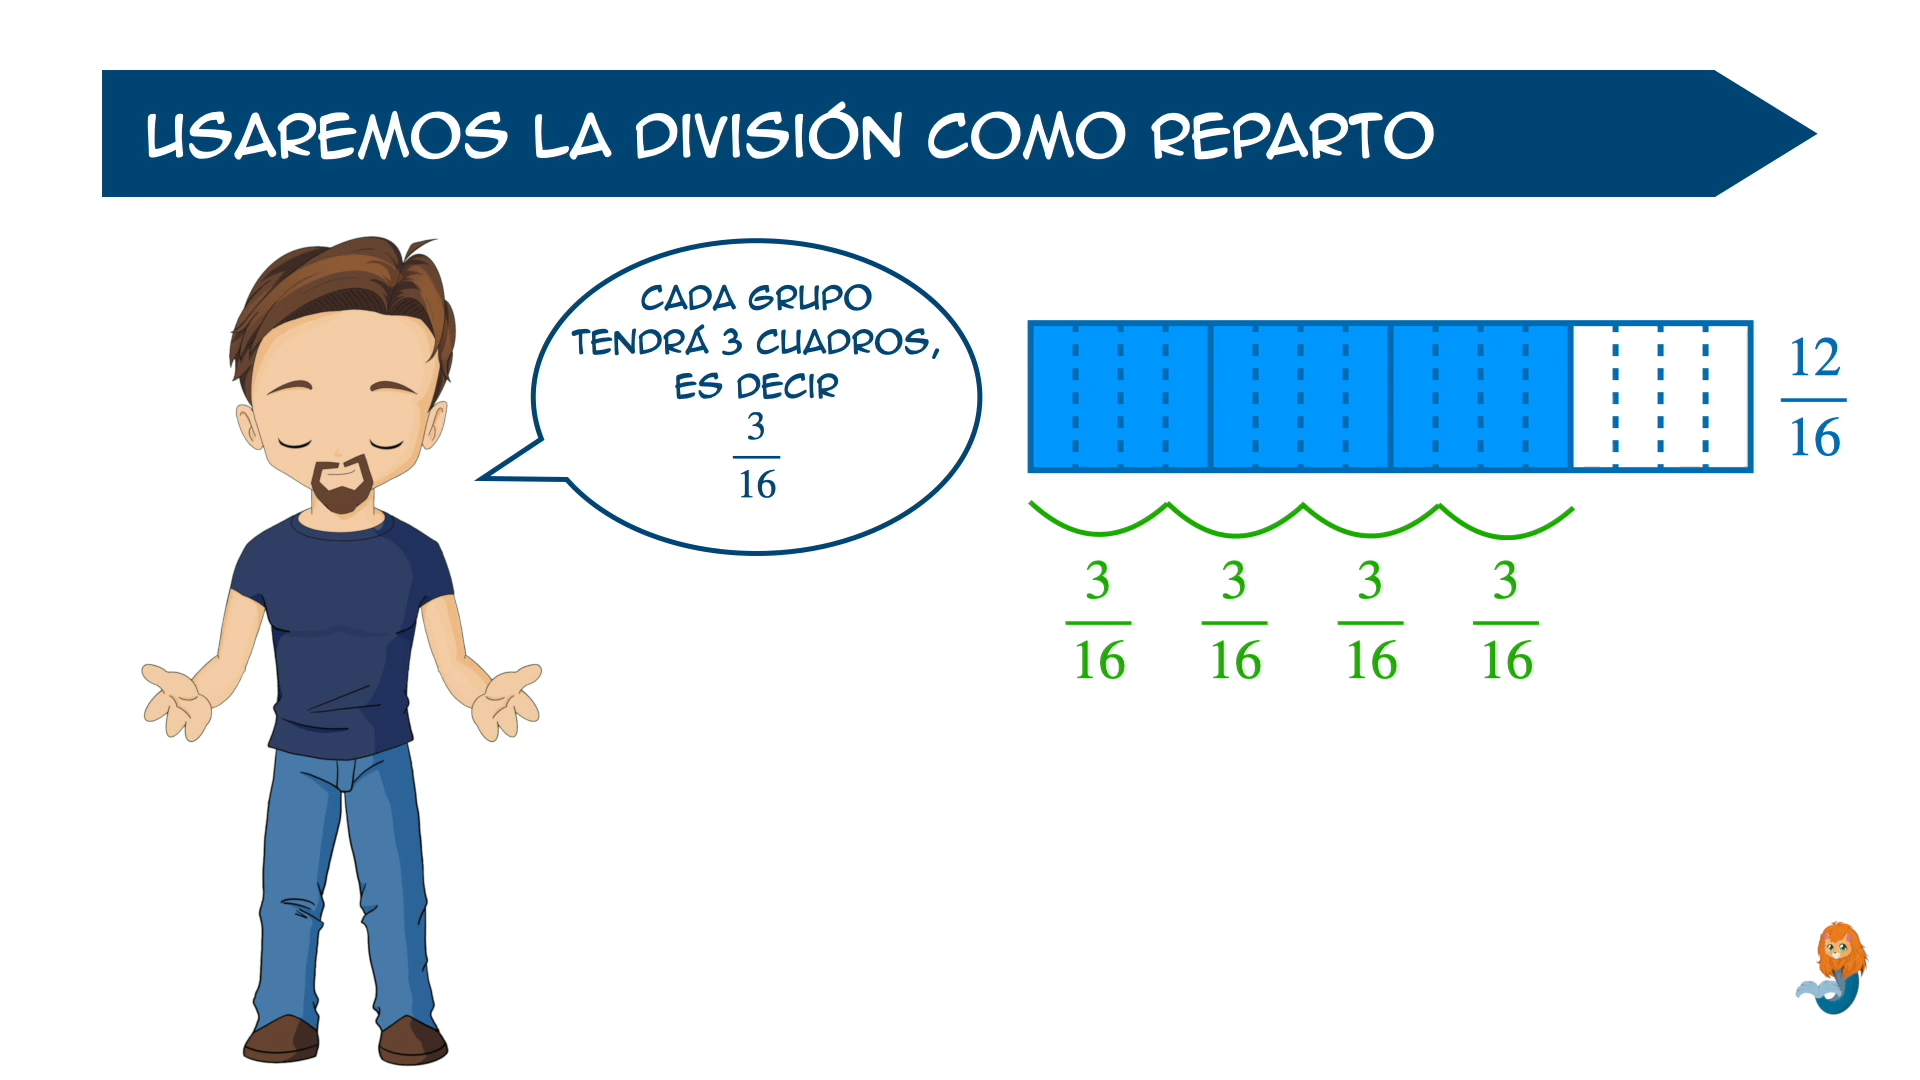 USAREMOS LA DIVISIÓN COMO REPARTO
CADA GRUPO
TENDRÁ 3 CUADROS,
ES DECIR
3
16
12
16
3 3 3 3
16 16 16 16